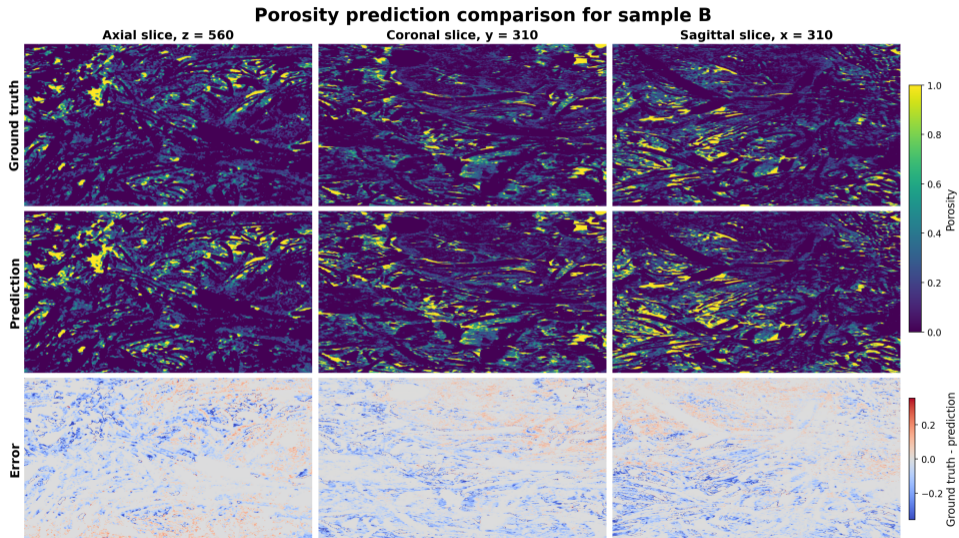 Porosity prediction comparison for sample B
Axial slice, z = 560
Coronal slice, y = 310
Sagittal slice, x = 310
Ground truth
Prediction
Error
1.0
0.8
0.6
0.4
0.2
0.0
Porosity
0.2
0.0
−0.2
Ground truth - prediction